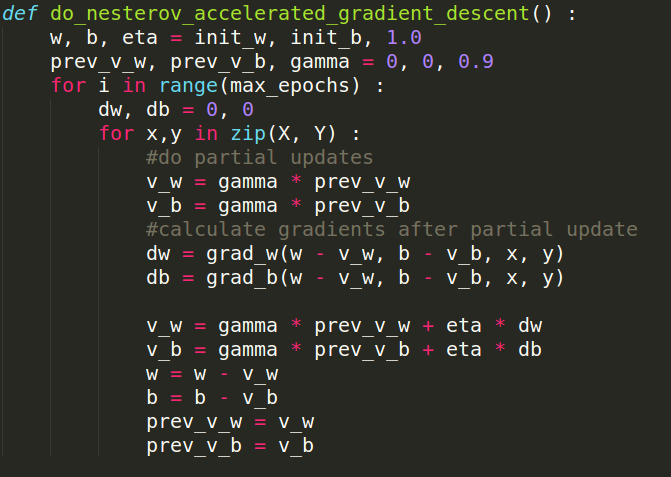 def do_nesterov_accelerated_gradient_descent() :
    w, b, eta = init_w, init_b, 1.0
    prev_v_w, prev_v_b, gamma = 0, 0, 0.9
    for i in range(max_epochs) :
        dw, db = 0, 0
        for x,y in zip(X, Y) :
            #do partial updates
            v_w = gamma * prev_v_w
            v_b = gamma * prev_v_b
            #calculate gradients after partial update
            dw = grad_w(w - v_w, b - v_b, x, y)
            db = grad_b(w - v_w, b - v_b, x, y)
            v_w = gamma * prev_v_w + eta * dw
            v_b = gamma * prev_v_b + eta * db
            w = w - v_w
            b = b - v_b
            prev_v_w = v_w
            prev_v_b = v_b